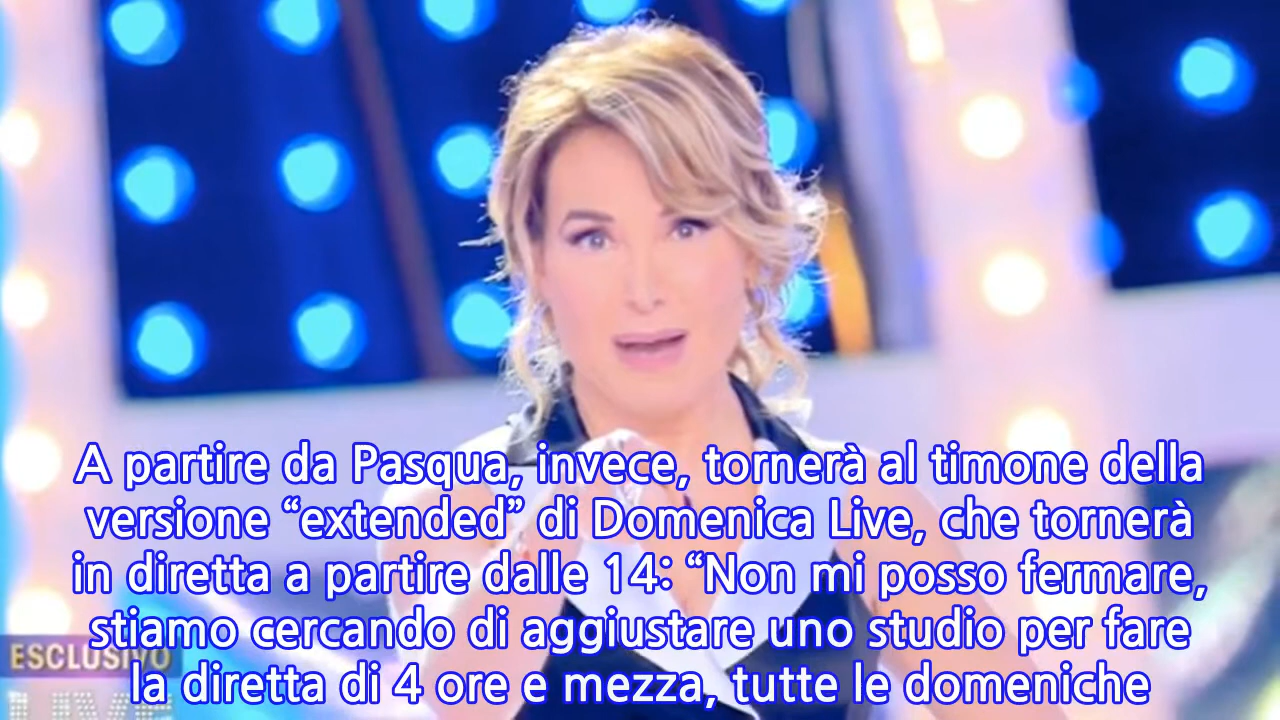 A partire da Pasqua, invece, tornerà al timone della
versione “extended” di Domenica Live, che tornerà
in diretta a partire dalle 14: “Non mi posso fermare,
stiamo cercando di aggiustare uno studio per fare
la diretta di 4 ore e mezza, tutte le domeniche
ESCLUSIVO
LIVE